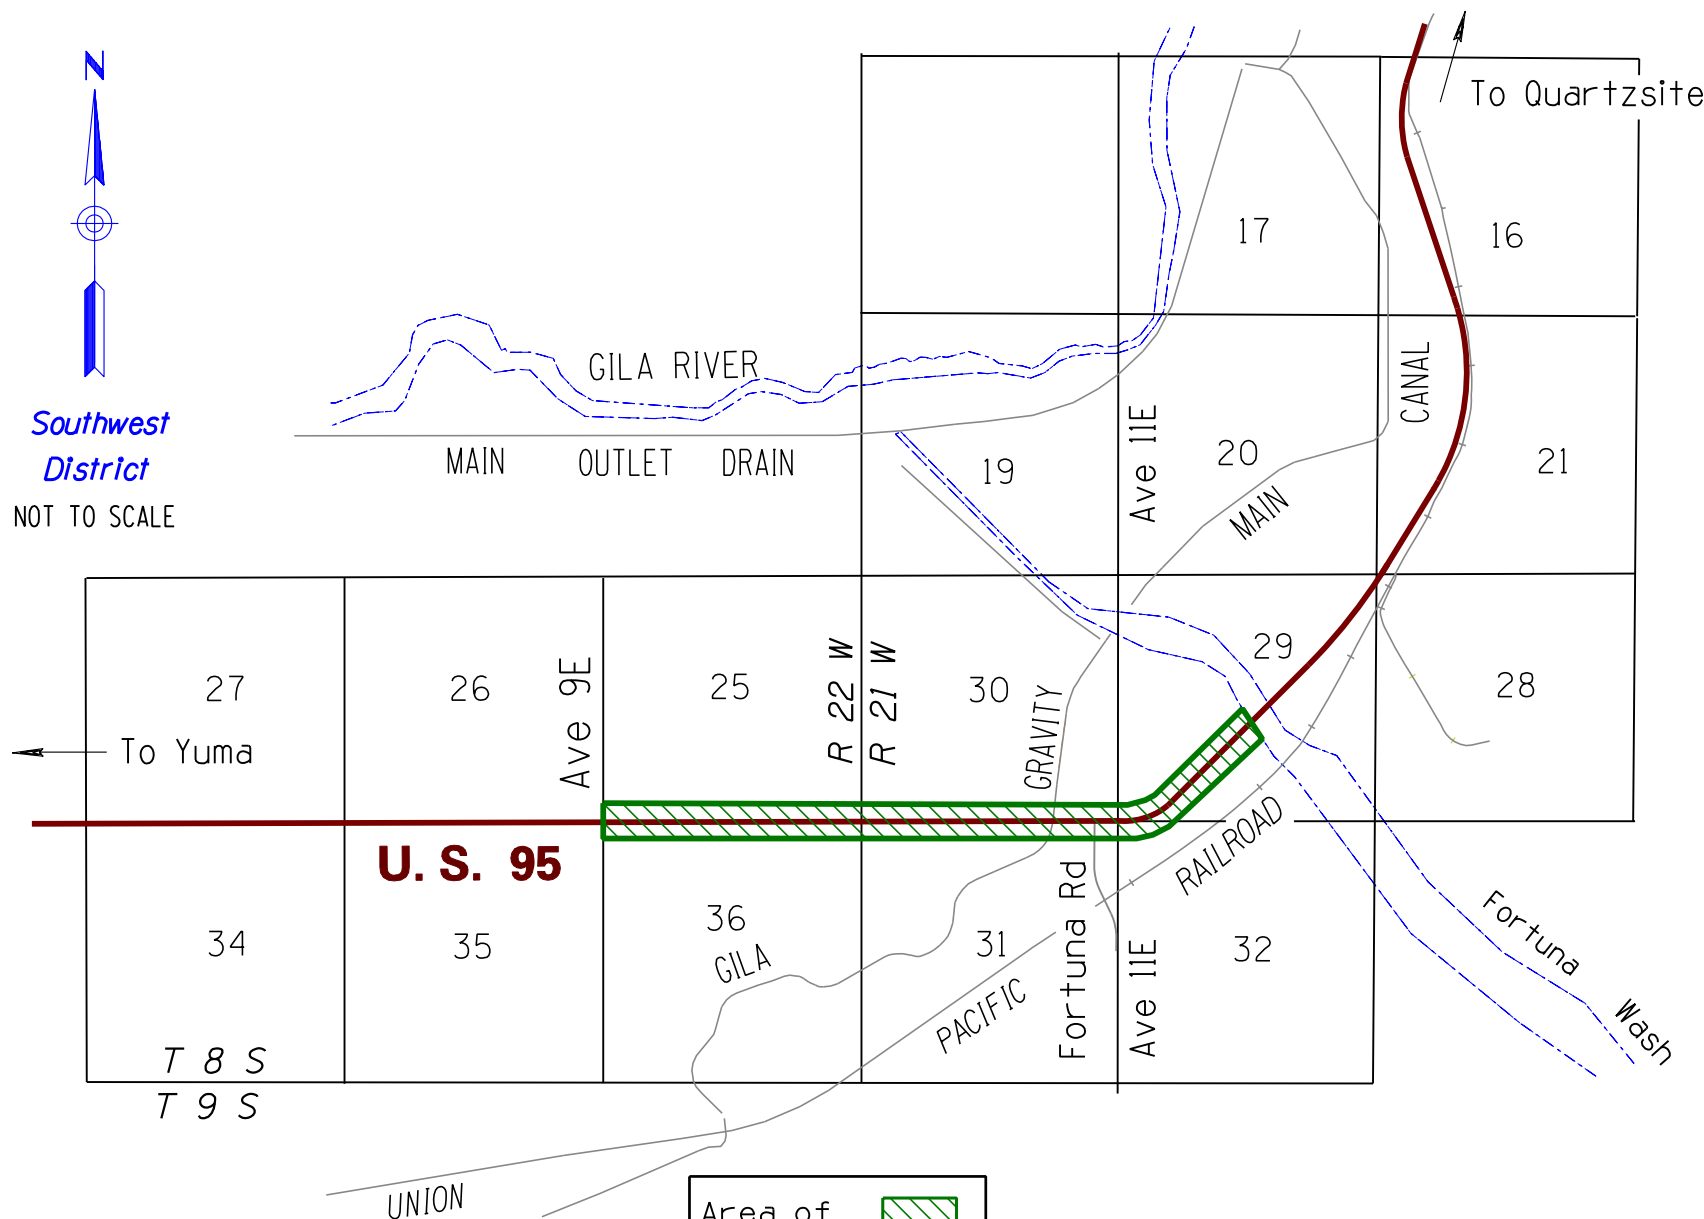 N
To Quartzsite
17
16
GILA RIVER
CANAL
Southwest
District
NOT TO SCALE
MAIN OUTLET DRAIN
Ave 11E
19
20
21
MAIN
27
26
Ave 9E
25
R 22 W
R 21 W
30
GRAVITY
29
28
To Yuma
U. S. 95
RAILROAD
34
35
36
GILA
31
PACIFIC
Fortuna Rd
Ave 11E
32
Fortuna
Wash
T 8 S
T 9 S
UNION
Area of